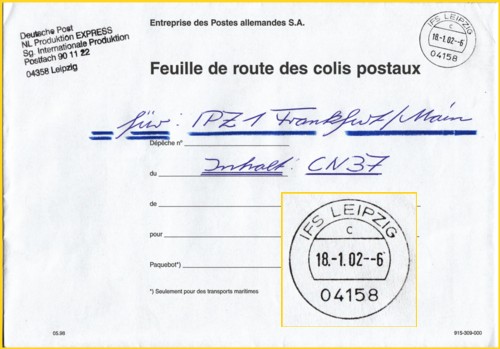 Deutsche Post
NL Produktion EXPRESS
Sg. Internationale Produktion
Postfach 90 11 22
04358 Leipzig
Entreprise des Postes allemandes S.A.
IFS LEIPZIG
c
18.-1.02--6
04158
Feuille de route des colis postaux
für: IPZ 1 Frankfurt/Main
Dépêche n°
du
Inhalt: CN 37
de
pour
Paquebot*)
*) Seulement pour des transports maritimes
IFS LEIPZIG
c
18.-1.02--6
04158
05.98
915-309-000